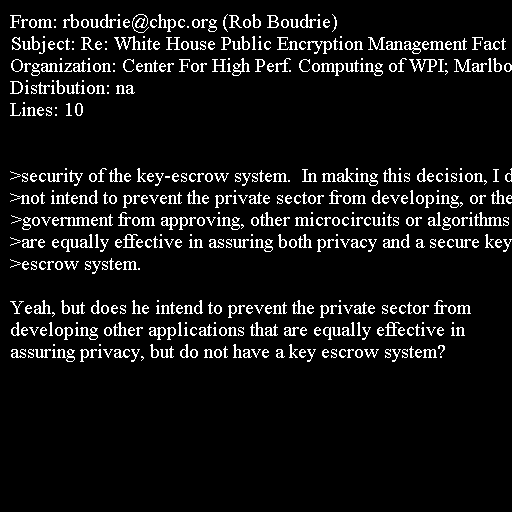 From: rboudrie@chpc.org (Rob Boudrie)
Subject: Re: White House Public Encryption Management Fact
Organization: Center For High Perf. Computing of WPI; Marlbo
Distribution: na
Lines: 10

>security of the key-escrow system.  In making this decision, I d
>not intend to prevent the private sector from developing, or the
>government from approving, other microcircuits or algorithms
>are equally effective in assuring both privacy and a secure key
>escrow system.

Yeah, but does he intend to prevent the private sector from
developing other applications that are equally effective in
assuring privacy, but do not have a key escrow system?